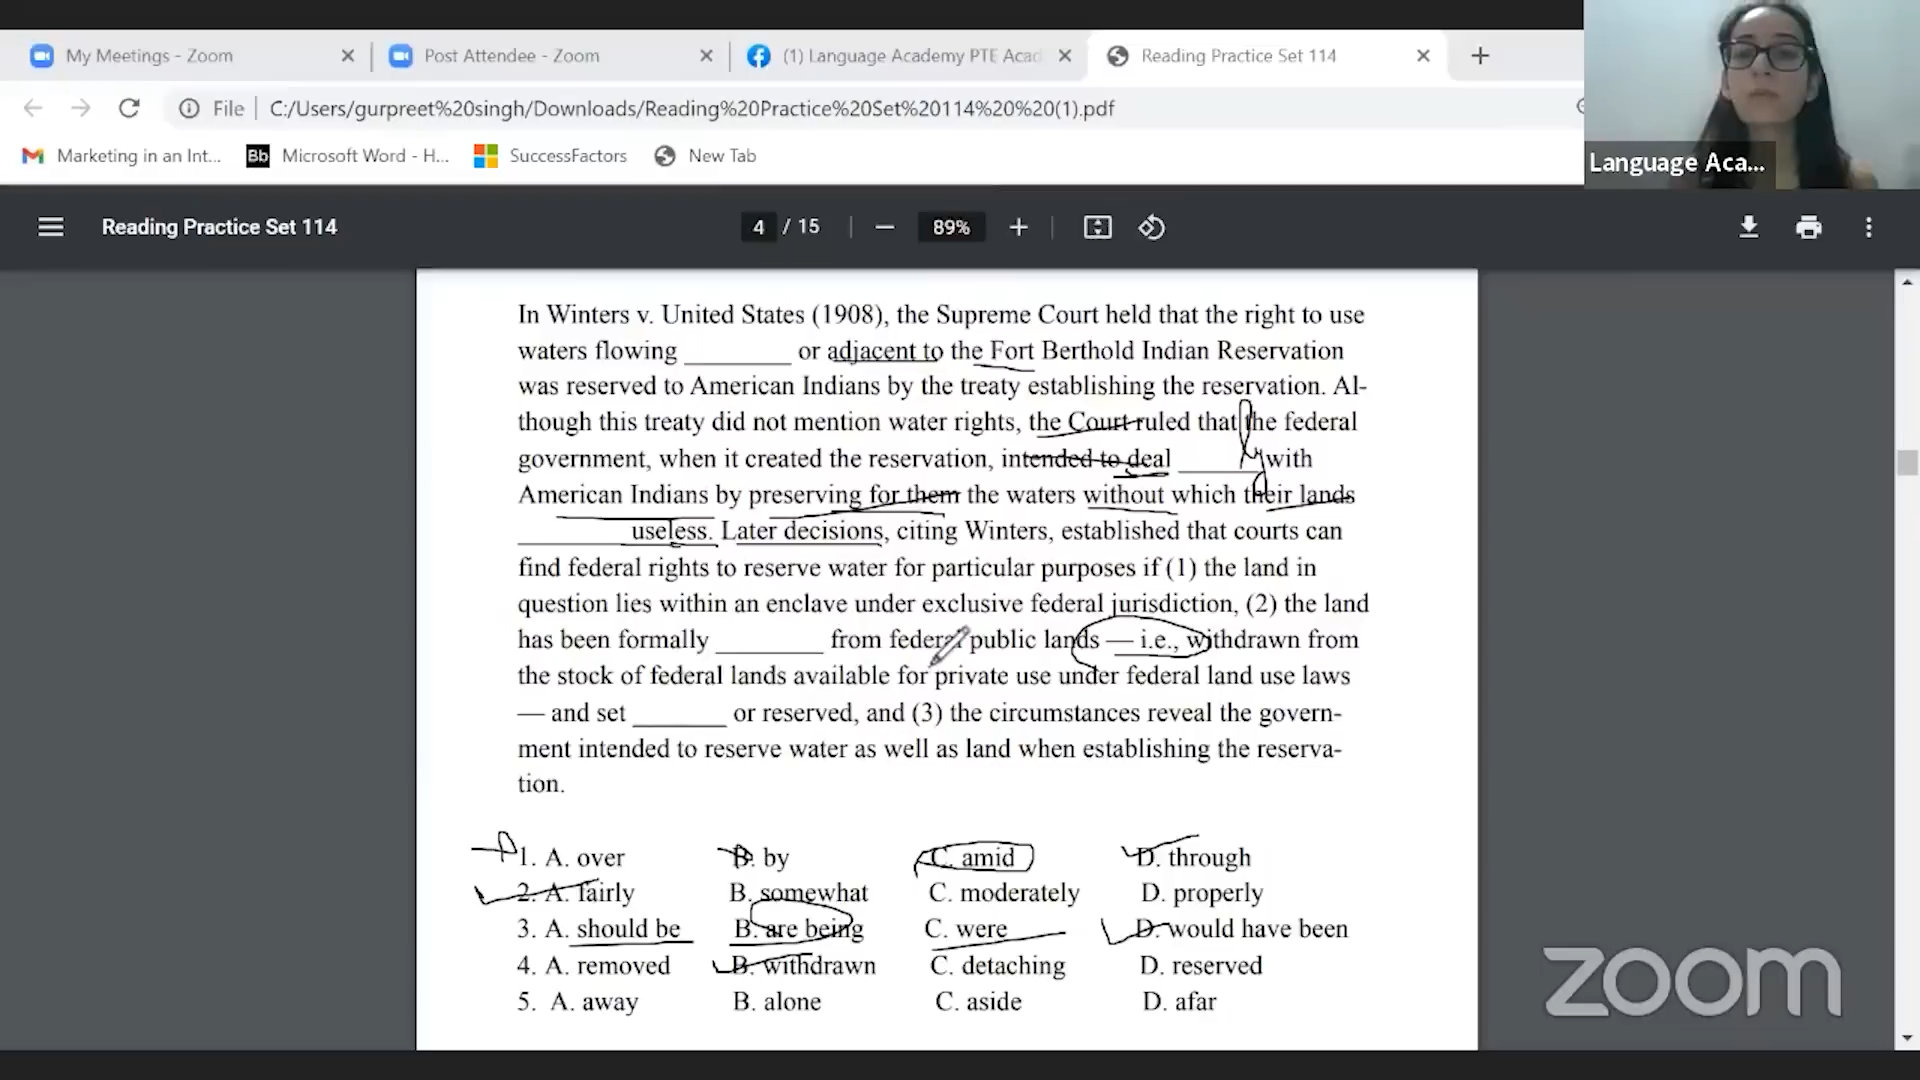 My Meetings - Zoom
Post Attendee - Zoom
(1) Language Academy PTE Acad
Reading Practice Set 114
File
C:/Users/gurpreet%20singh/Downloads/Reading%20Practice%20Set%20114%20%20(1).pdf
Language Aca...
Marketing in an Int...
Bb Microsoft Word - H...
SuccessFactors
New Tab
Reading Practice Set 114
4 / 15
89%
In Winters v. United States (1908), the Supreme Court held that the right to use
waters flowing _________ or adjacent to the Fort Berthold Indian Reservation
was reserved to American Indians by the treaty establishing the reservation. Al-
though this treaty did not mention water rights, the Court ruled that the federal
government, when it created the reservation, intended to deal _______ with
ly
American Indians by preserving for them the waters without which their lands
_________ useless. Later decisions, citing Winters, established that courts can
find federal rights to reserve water for particular purposes if (1) the land in
question lies within an enclave under exclusive federal jurisdiction, (2) the land
has been formally _________ from federal public lands — i.e., withdrawn from
the stock of federal lands available for private use under federal land use laws
— and set ________ or reserved, and (3) the circumstances reveal the govern-
ment intended to reserve water as well as land when establishing the reserva-
tion.
1. A. over B. by C. amid D. through
2. A. fairly B. somewhat C. moderately D. properly
3. A. should be B. are being C. were D. would have been
4. A. removed B. withdrawn C. detaching D. reserved
5. A. away B. alone C. aside D. afar
zoom